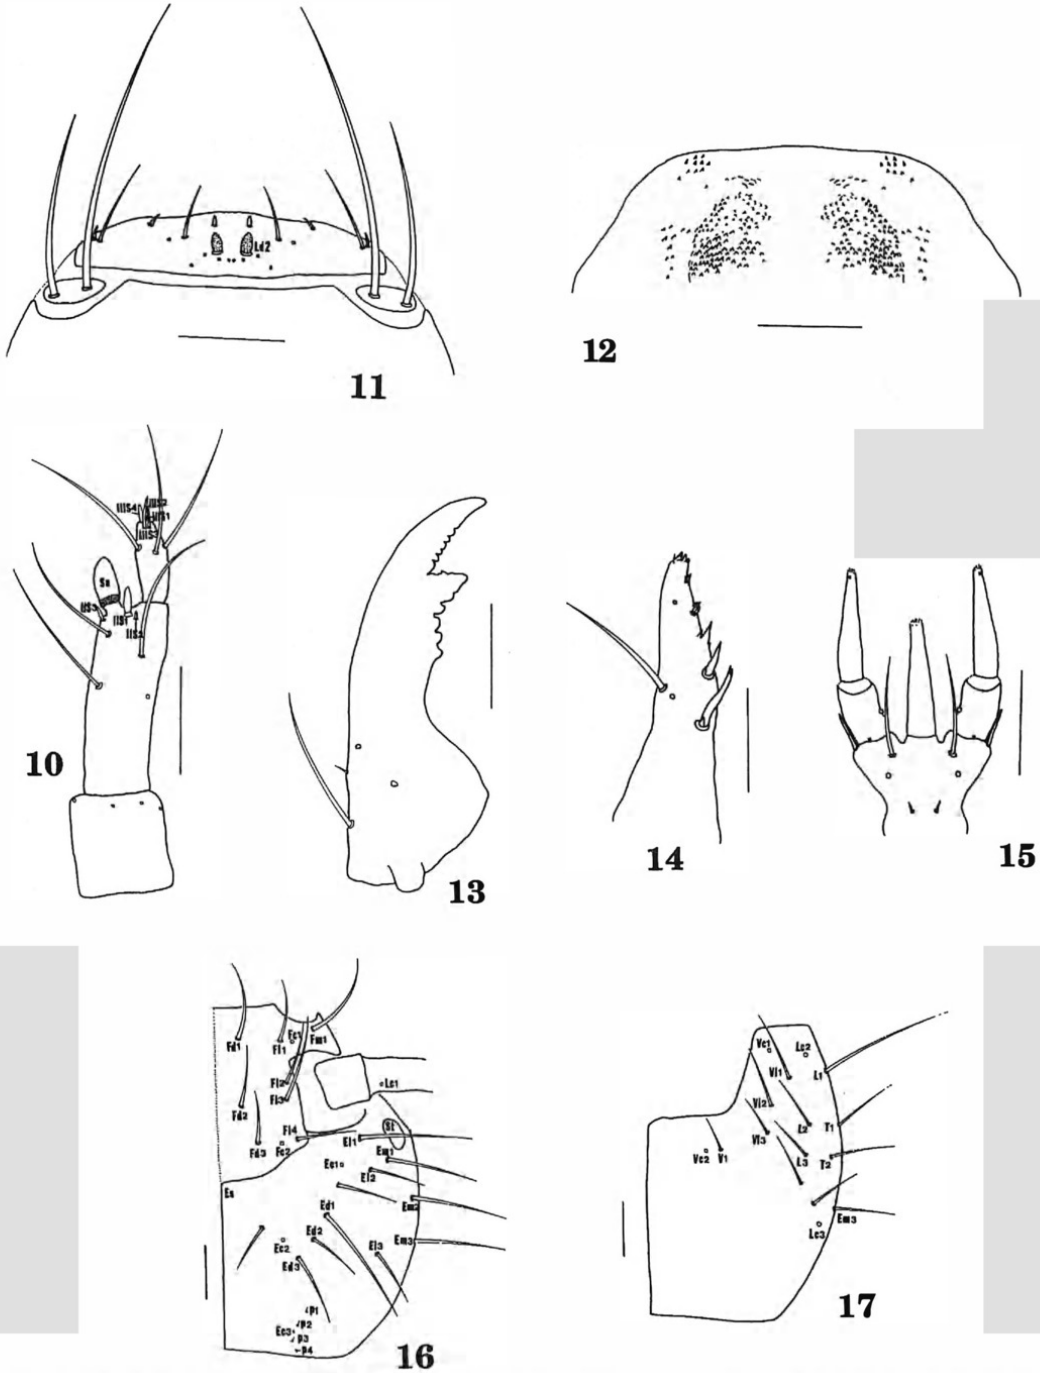 Ld2
11
12
IIIS4
IIIS2
IIIS1
IIIS3
Sa
IIS3
IIS1
IIS2
10
13
14
15
Fd1
Fl1
Fc1
Fm1
Fl2
Fl3
Lc1
Fd2
Fl4
Fc2
Fd3
El1
St
Em1
Ec1
El2
Es
Em2
Ed1
Ed2
Em3
Ec2
El3
Ed3
p1
p2
Ec3
p3
p4
16
Vc1
Lc2
Vl1
L1
Vl2
L2
T1
Vl3
Vc2
V1
L3
T2
Em3
Lc3
17